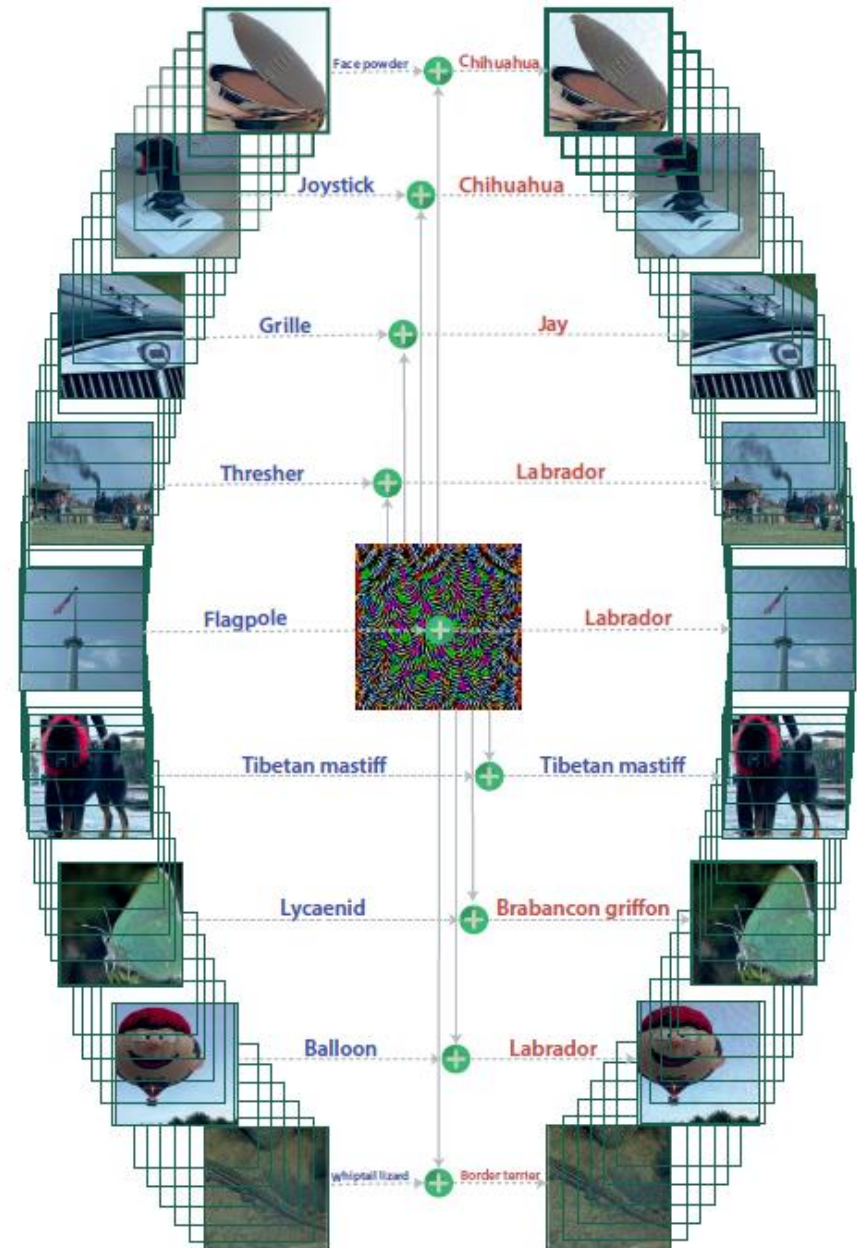 Face powder Chihuahua
Joystick Chihuahua
Grille Jay
Thresher Labrador
Flagpole Labrador
Tibetan mastiff Tibetan mastiff
Lycaenid Brabancon griffon
Balloon Labrador
Whiptail lizard Border terrier